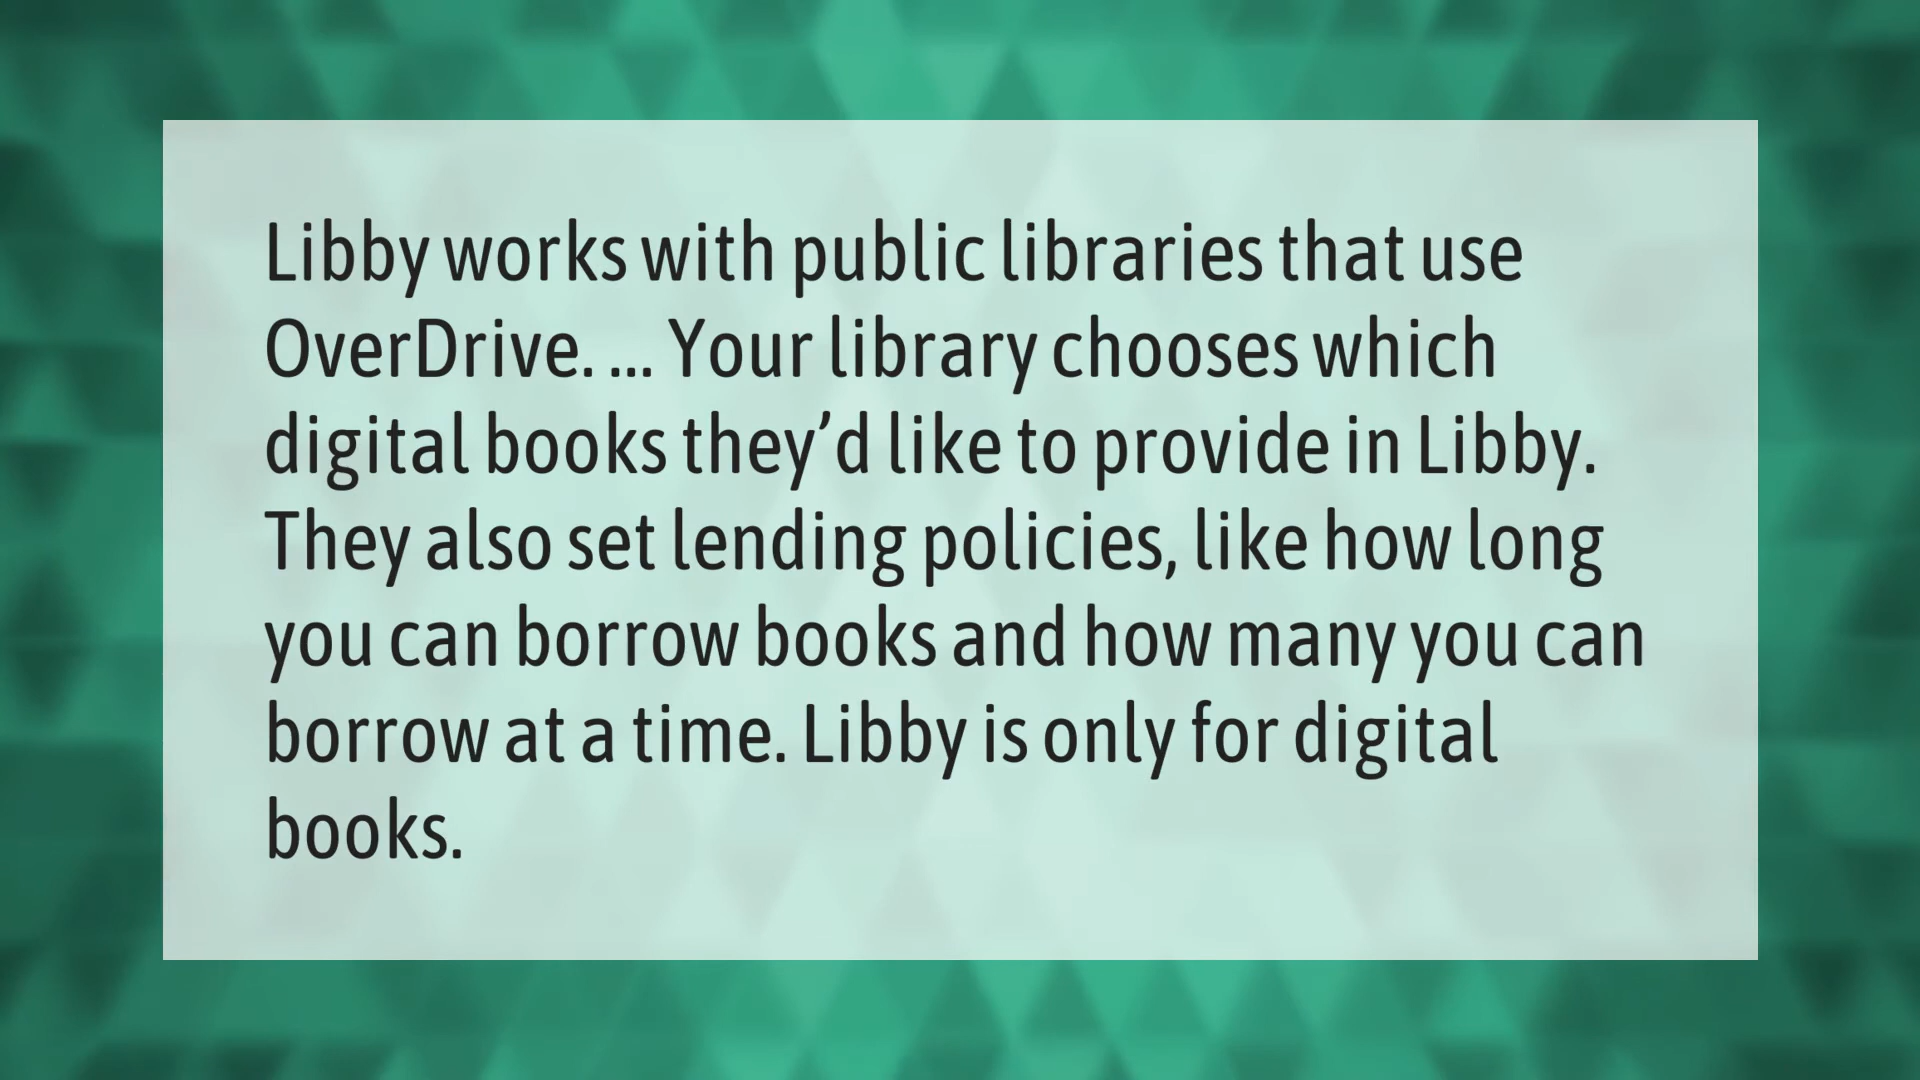 Libby works with public libraries that use
OverDrive. ... Your library chooses which
digital books they’d like to provide in Libby.
They also set lending policies, like how long
you can borrow books and how many you can
borrow at a time. Libby is only for digital
books.